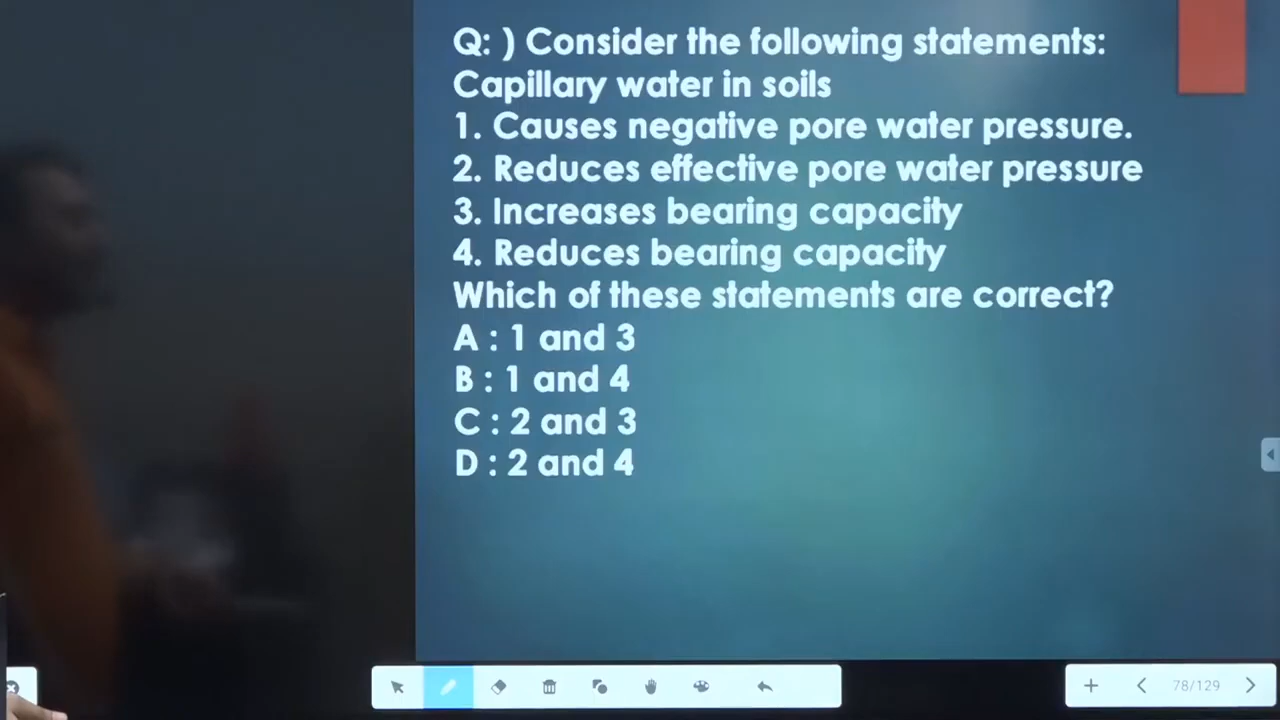 Q: ) Consider the following statements:
Capillary water in soils
1. Causes negative pore water pressure.
2. Reduces effective pore water pressure
3. Increases bearing capacity
4. Reduces bearing capacity
Which of these statements are correct?
A : 1 and 3
B : 1 and 4
C : 2 and 3
D : 2 and 4
78/129